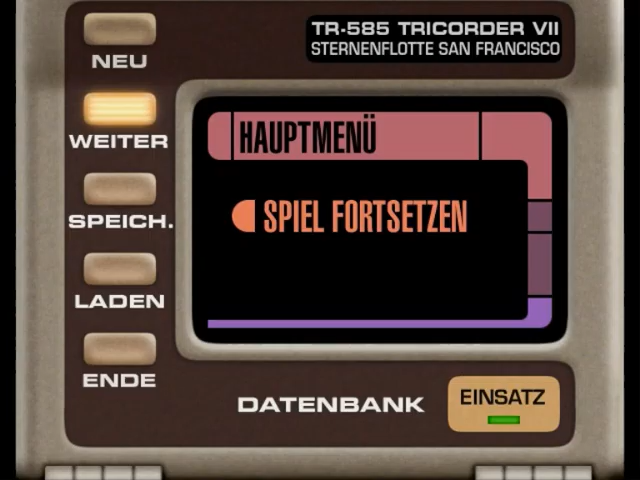 TR-585 TRICORDER VII
STERNENFLOTTE SAN FRANCISCO
NEU
WEITER
SPEICH.
LADEN
ENDE
HAUPTMENÜ
SPIEL FORTSETZEN
DATENBANK
EINSATZ